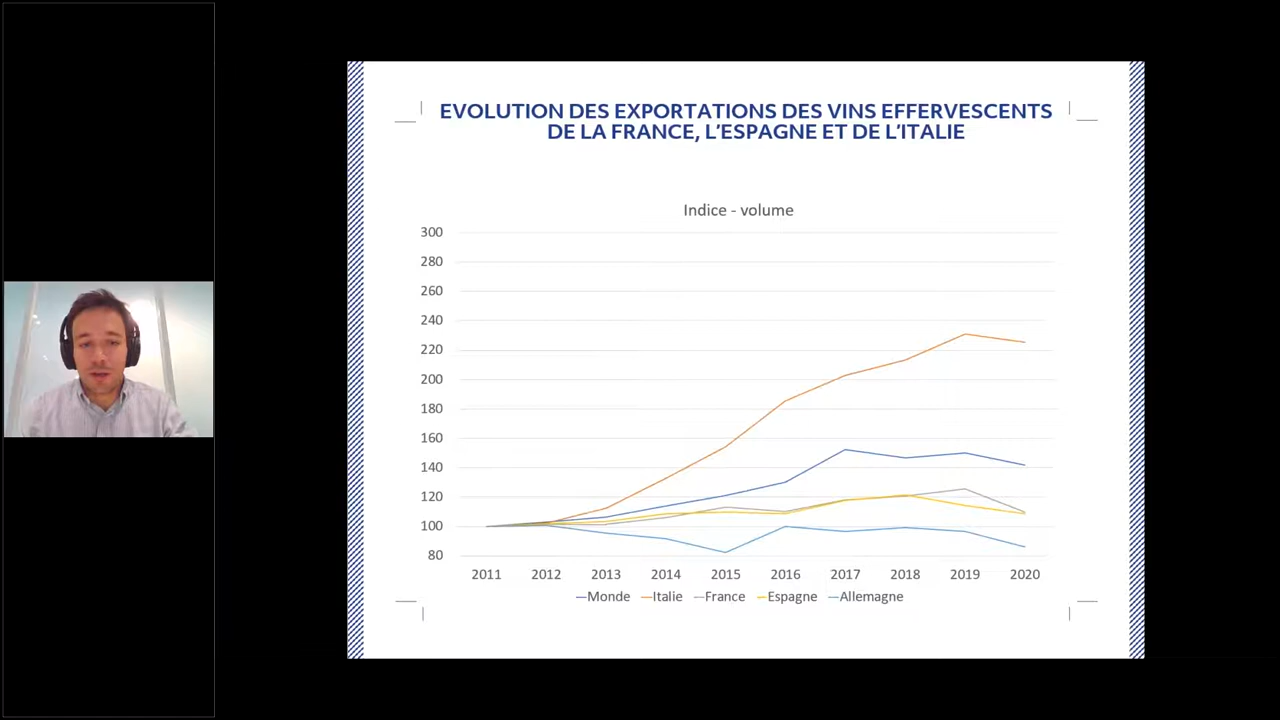 EVOLUTION DES EXPORTATIONS DES VINS EFFERVESCENTS
DE LA FRANCE, L'ESPAGNE ET DE L'ITALIE
Indice - volume
300
280
260
240
220
200
180
160
140
120
100
80
2011 2012 2013 2014 2015 2016 2017 2018 2019 2020
Monde Italie France Espagne Allemagne